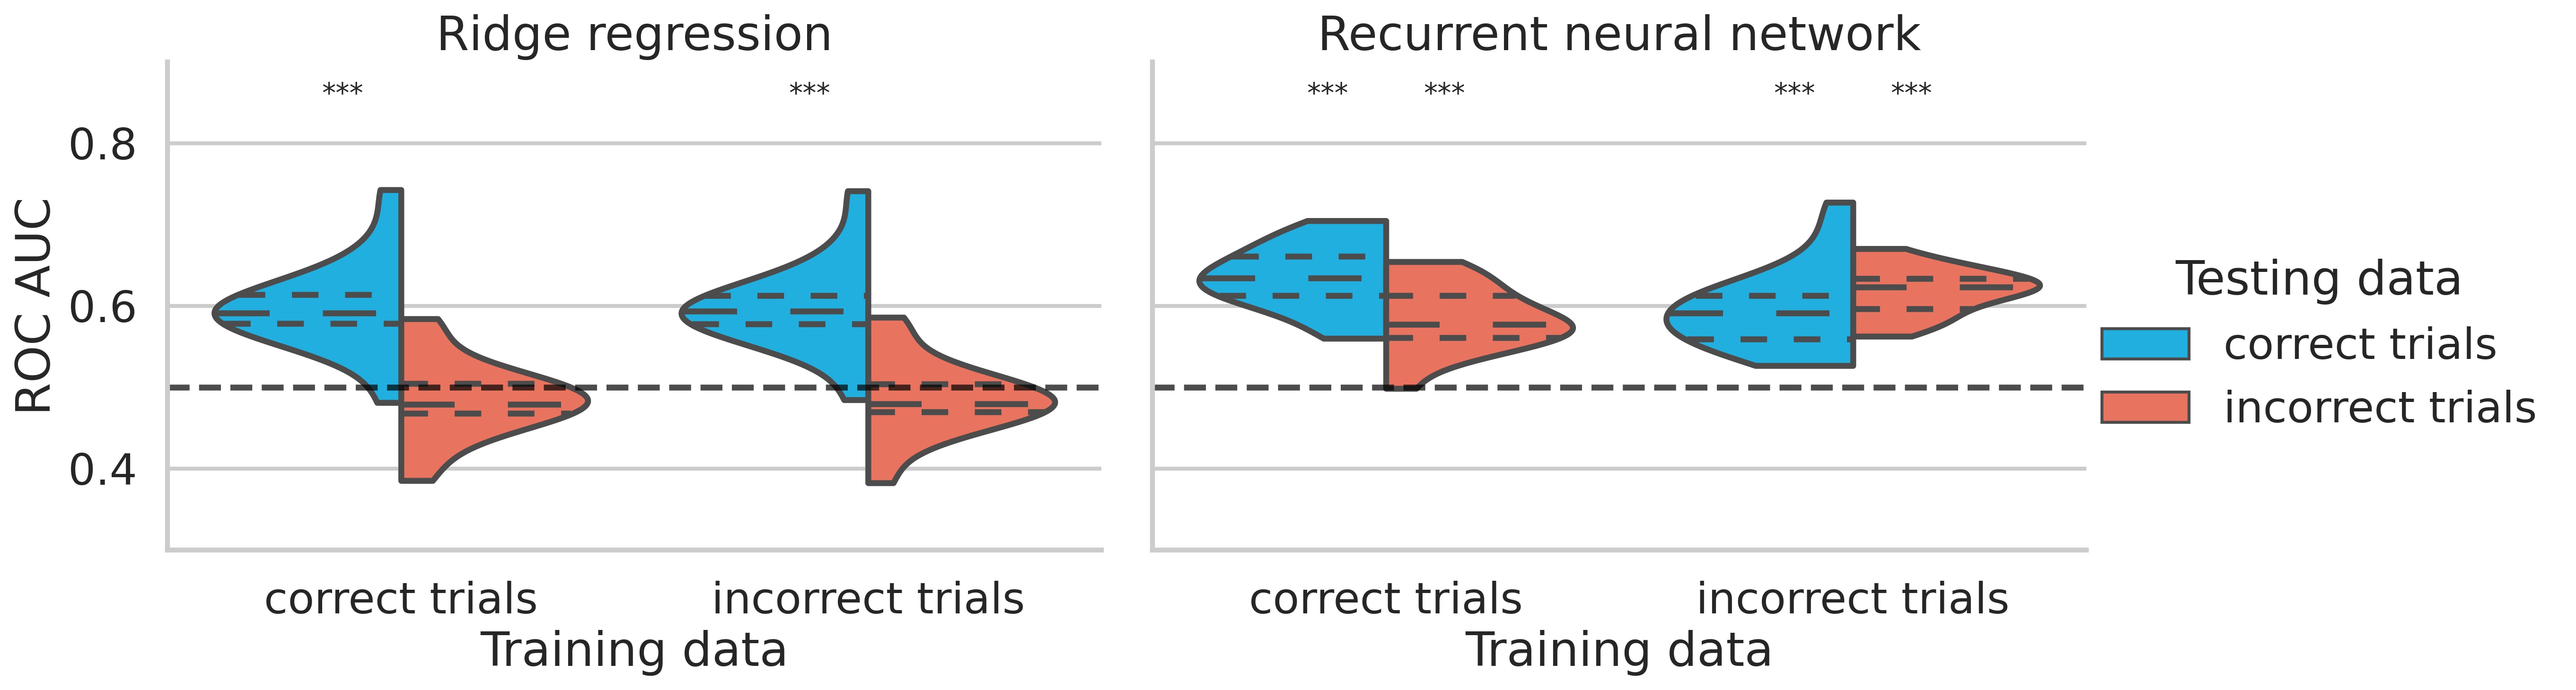 Ridge regression
Recurrent neural network
*** ***
*** *** *** ***
ROC AUC
0.8
0.6
0.4
correct trials incorrect trials
Training data
correct trials incorrect trials
Training data
Testing data
correct trials
incorrect trials